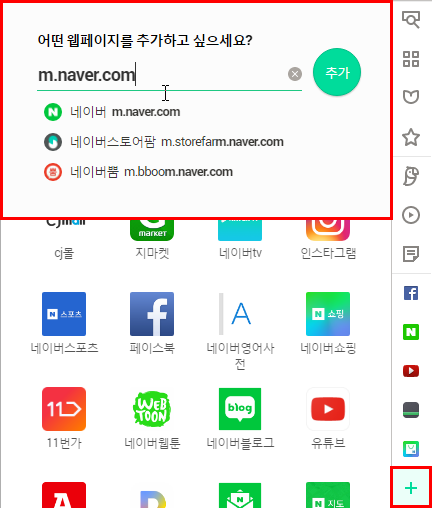 어떤 웹페이지를 추가하고 싶으세요?
m.naver.com
추가
네이버 m.naver.com
네이버스토어팜 m.storefarm.naver.com
네이버뿜 m.bboom.naver.com
CJmall
G market
cj몰
지마켓
네이버tv
인스타그램
N 스포츠
A
N 쇼핑
네이버스포츠
페이스북
네이버영어사
전
네이버쇼핑
11
WEB
TOON
blog
11번가
네이버웹툰
네이버블로그
유튜브
N 지도